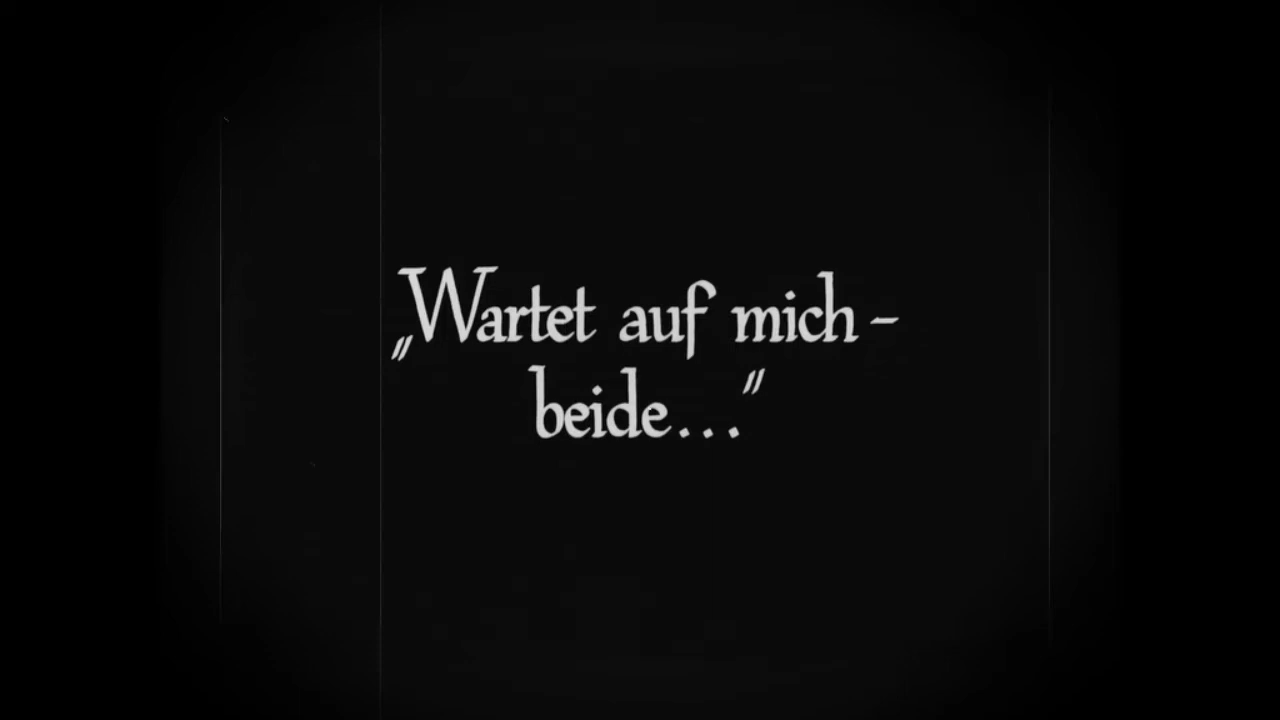 „Wartet auf mich -
beide..."